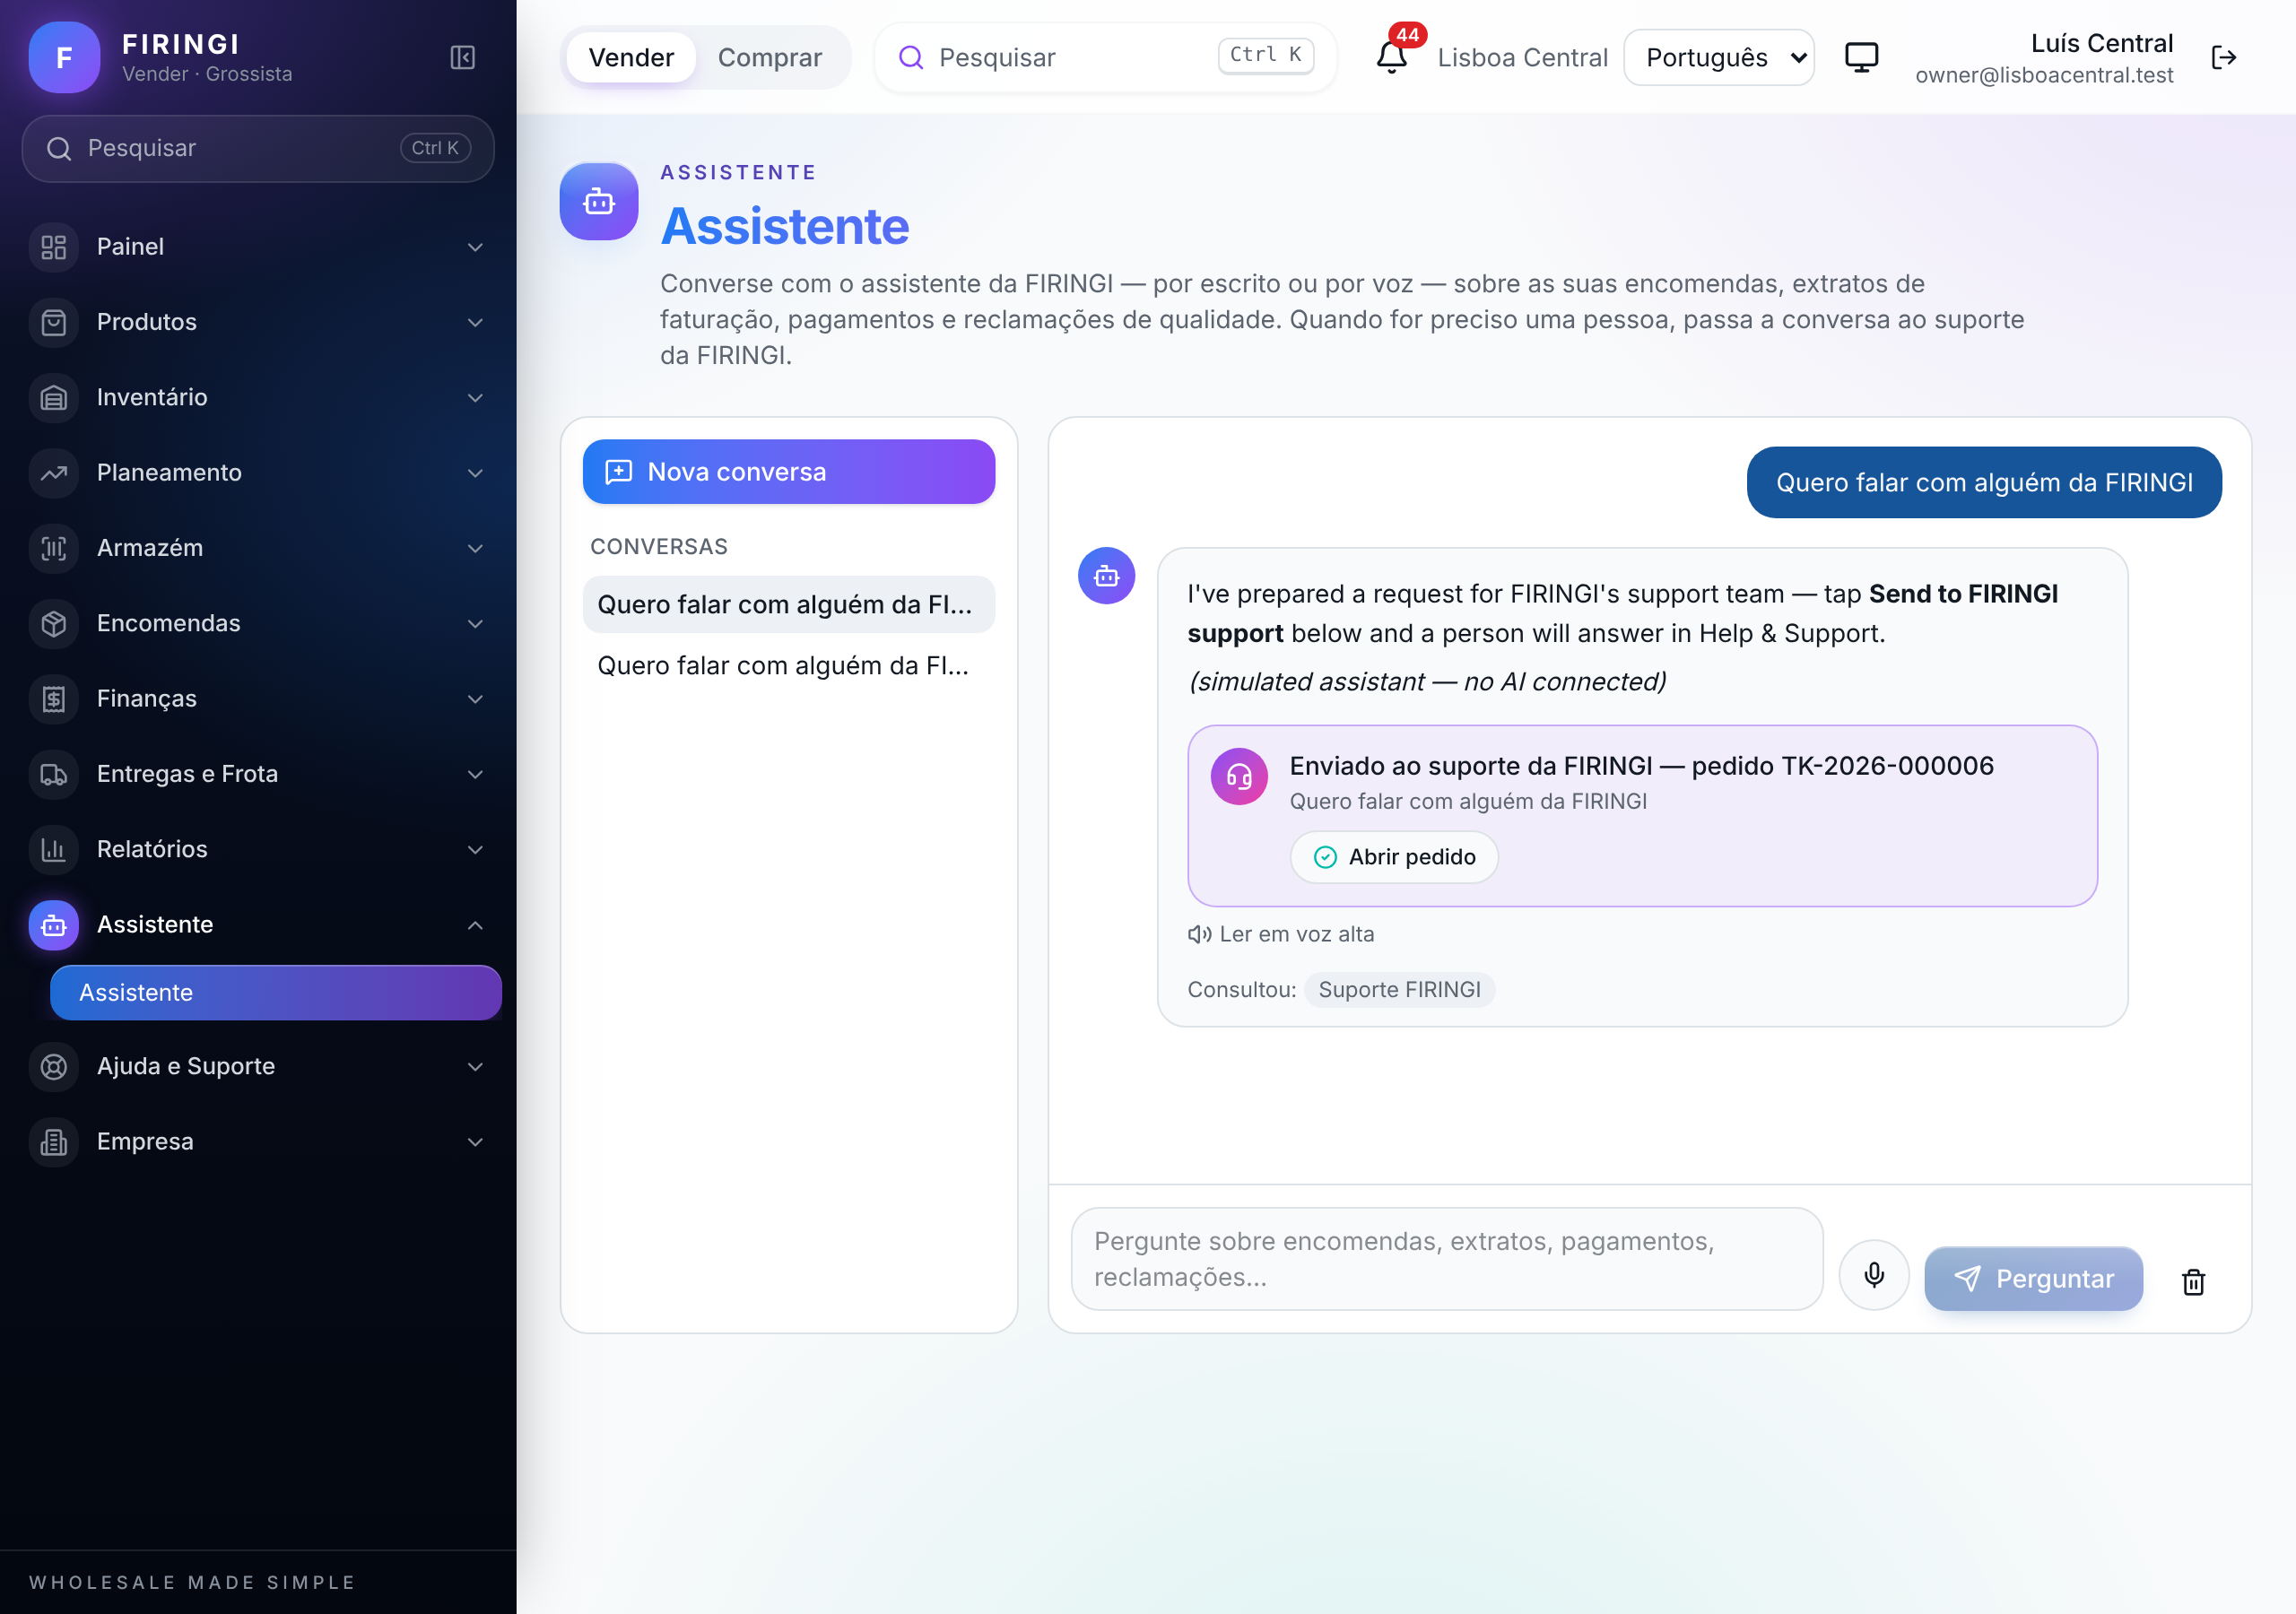 F
FIRINGI
Vender · Grossista
Pesquisar
Ctrl K
Painel
Produtos
Inventário
Planeamento
Armazém
Encomendas
Finanças
Entregas e Frota
Relatórios
Assistente
Assistente
Ajuda e Suporte
Empresa
WHOLESALE MADE SIMPLE
Vender
Comprar
Pesquisar
Ctrl K
44
Lisboa Central
Português
Luís Central
owner@lisboacentral.test
ASSISTENTE
Assistente
Converse com o assistente da FIRINGI — por escrito ou por voz — sobre as suas encomendas, extratos de
faturação, pagamentos e reclamações de qualidade. Quando for preciso uma pessoa, passa a conversa ao suporte
da FIRINGI.
Nova conversa
CONVERSAS
Quero falar com alguém da FI...
Quero falar com alguém da FI...
Quero falar com alguém da FIRINGI
I've prepared a request for FIRINGI's support team — tap Send to FIRINGI
support below and a person will answer in Help & Support.
(simulated assistant — no AI connected)
Enviado ao suporte da FIRINGI — pedido TK-2026-000006
Quero falar com alguém da FIRINGI
Abrir pedido
Ler em voz alta
Consultou: Suporte FIRINGI
Pergunte sobre encomendas, extratos, pagamentos,
reclamações...
Perguntar